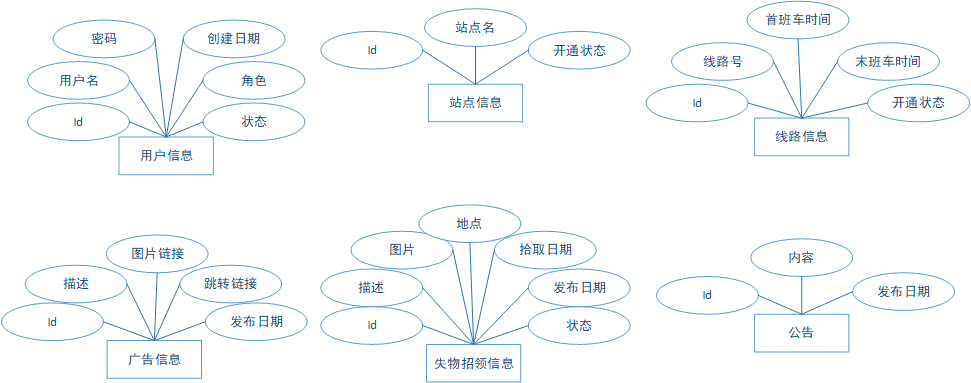 密码
创建日期
用户名
角色
Id
状态
用户信息
站点名
Id
开通状态
站点信息
首班车时间
线路号
末班车时间
Id
开通状态
线路信息
图片链接
描述
跳转链接
Id
发布日期
广告信息
地点
图片
拾取日期
描述
发布日期
Id
状态
失物招领信息
内容
Id
发布日期
公告